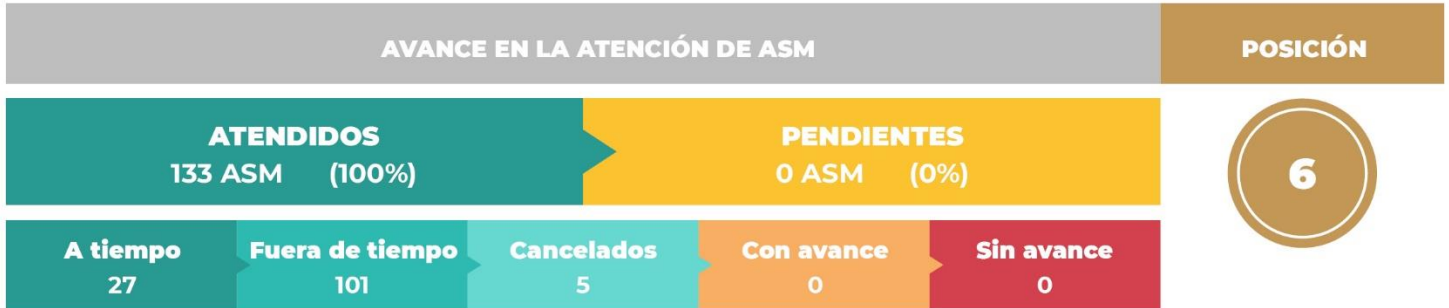 AVANCE EN LA ATENCIÓN DE ASM
POSICIÓN
ATENDIDOS
133 ASM (100%)
PENDIENTES
0 ASM (0%)
6
A tiempo
27
Fuera de tiempo
101
Cancelados
5
Con avance
0
Sin avance
0